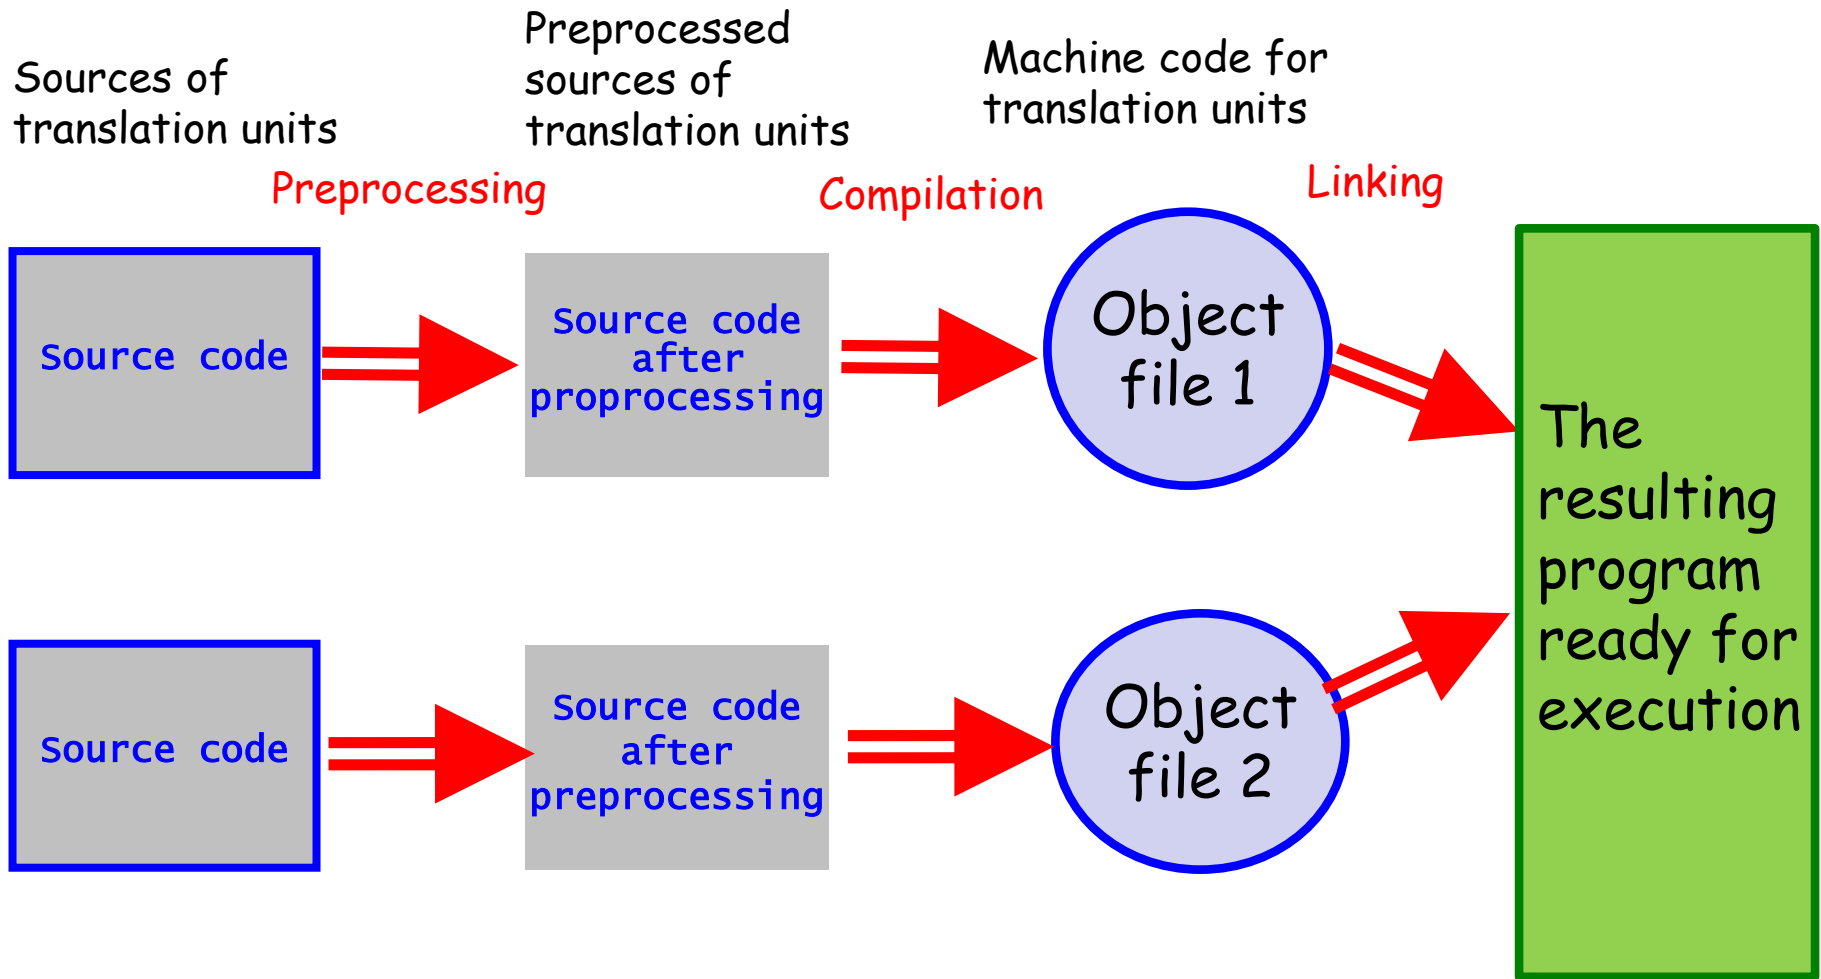 Sources of
translation units
Preprocessed
sources of
translation units
Machine code for
translation units
Preprocessing
Compilation
Linking
Source code
Source code
after
proprocessing
Object
file 1
The
resulting
program
ready for
execution
Source code
Source code
after
preprocessing
Object
file 2